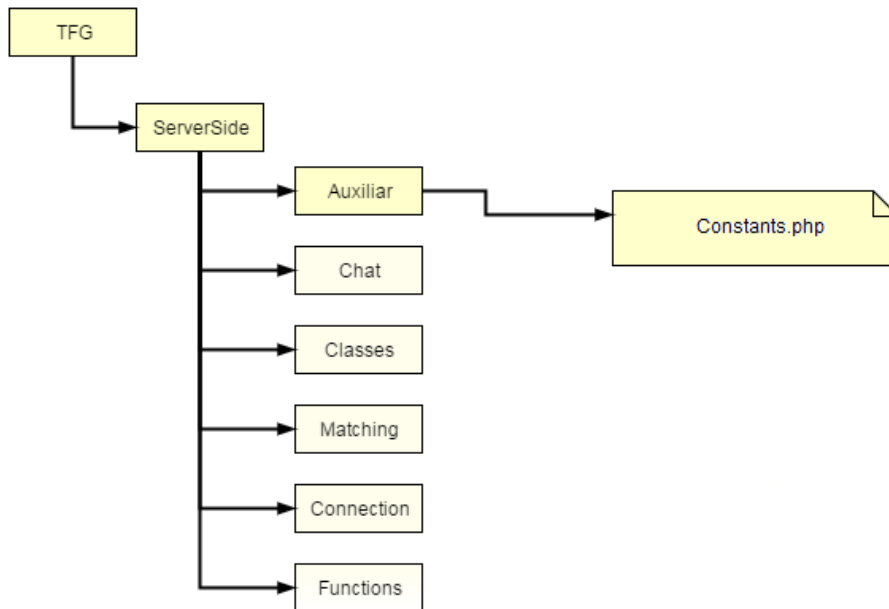 TFG
ServerSide
Auxiliar
Constants.php
Chat
Classes
Matching
Connection
Functions